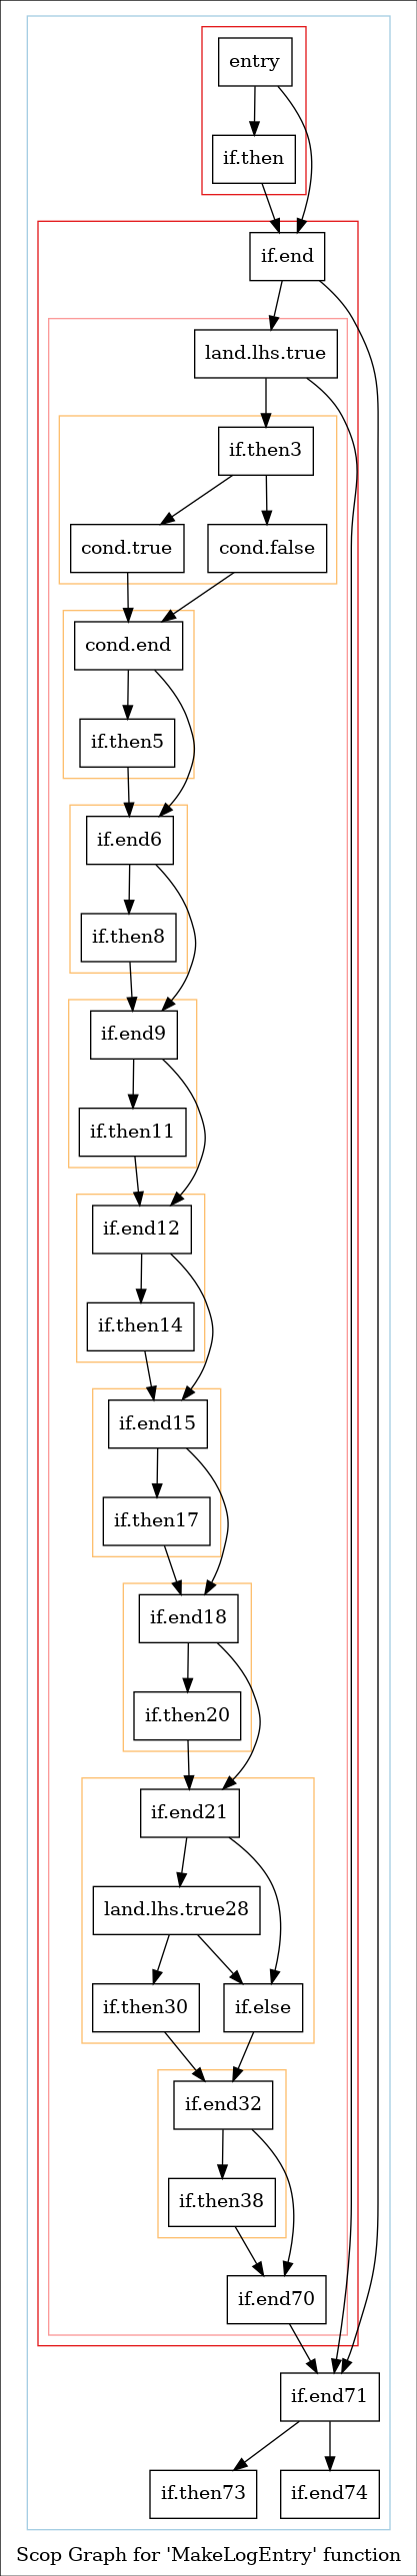 entry
if.then
if.end
land.lhs.true
if.then3
cond.true cond.false
cond.end
if.then5
if.end6
if.then8
if.end9
if.then11
if.end12
if.then14
if.end15
if.then17
if.end18
if.then20
if.end21
land.lhs.true28
if.then30 if.else
if.end32
if.then38
if.end70
if.end71
if.then73 if.end74
Scop Graph for 'MakeLogEntry' function